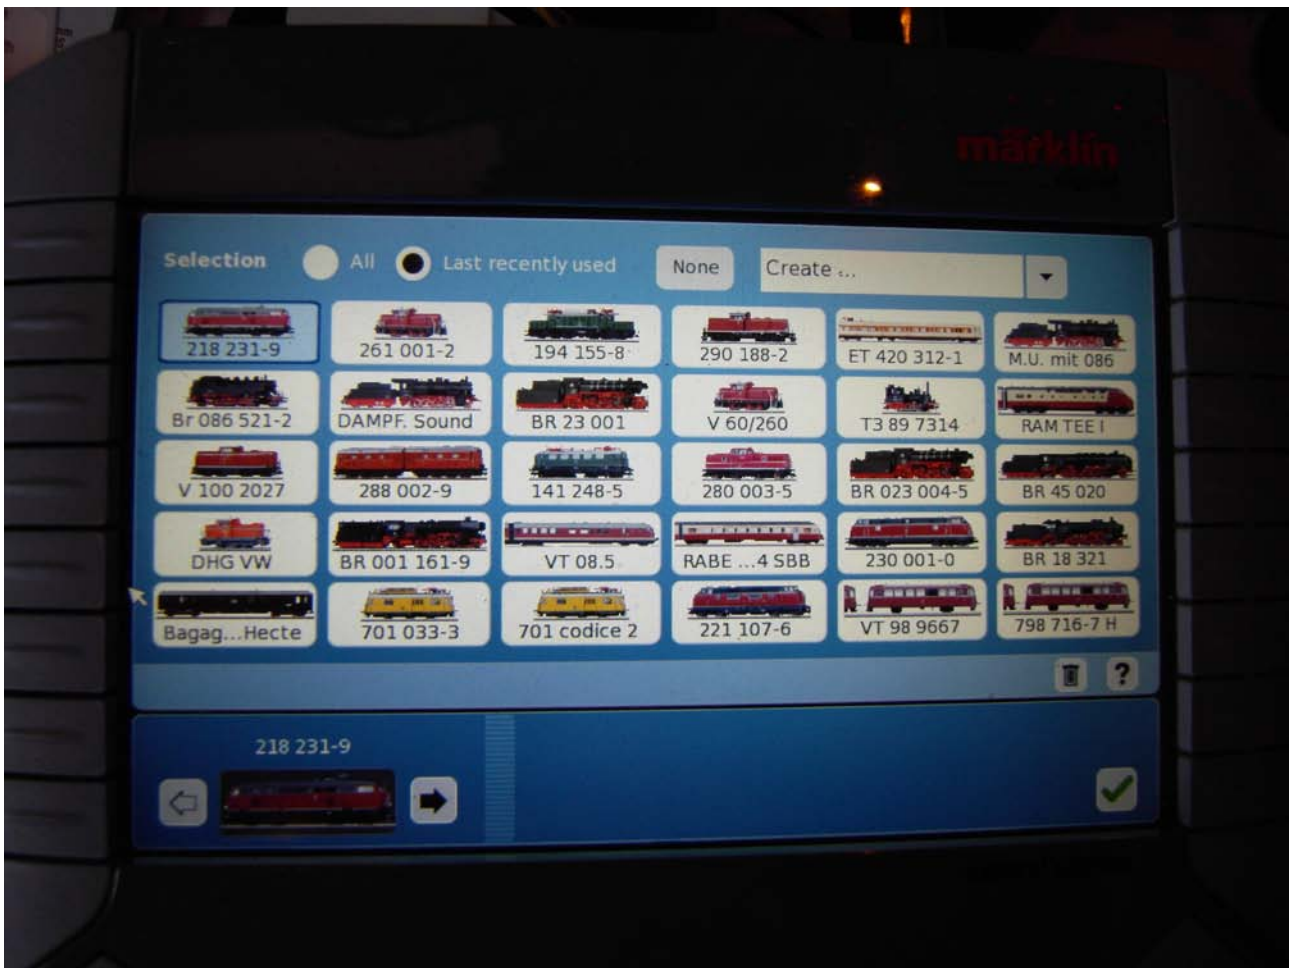 märklin
Selection All Last recently used None Create ...
218 231-9 261 001-2 194 155-8 290 188-2 ET 420 312-1 M.U. mit 086
Br 086 521-2 DAMPF. Sound BR 23 001 V 60/260 T3 89 7314 RAM TEE I
V 100 2027 288 002-9 141 248-5 280 003-5 BR 023 004-5 BR 45 020
DHG VW BR 001 161-9 VT 08.5 RABE ...4 SBB 230 001-0 BR 18 321
Bagag...Hecte 701 033-3 701 codice 2 221 107-6 VT 98 9667 798 716-7 H
?
218 231-9